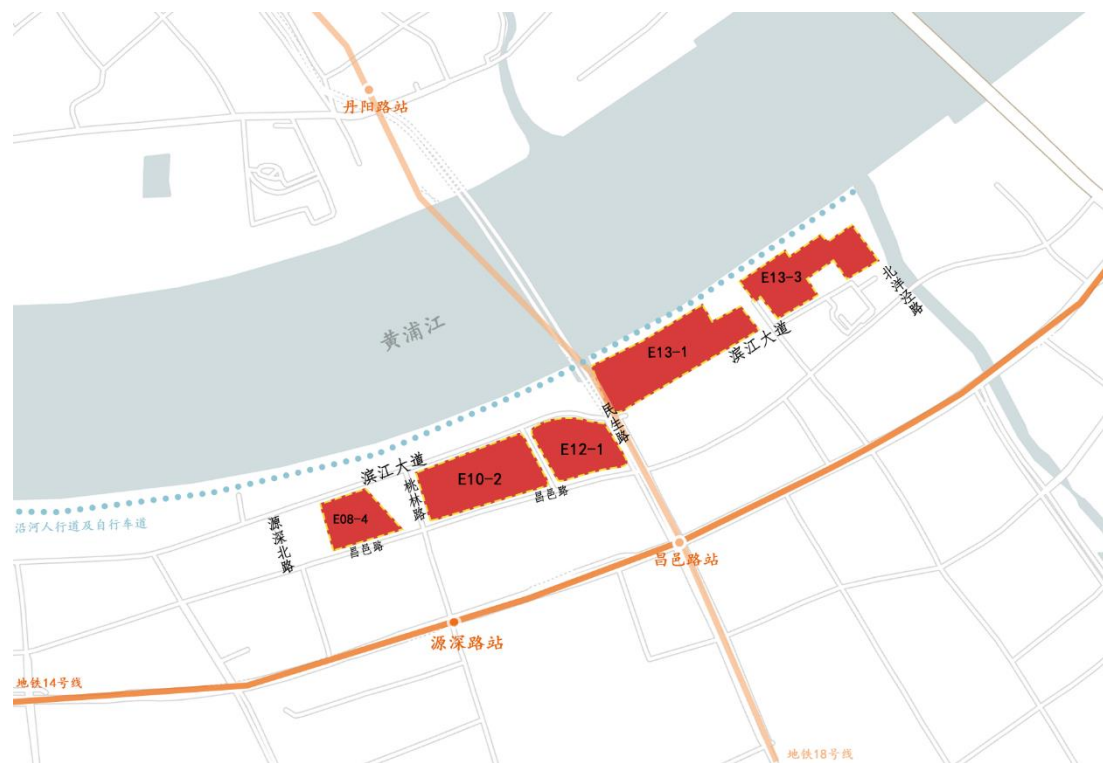 丹阳路站
黄浦江
E13-3
北洋泾路
滨江大道
E13-1
民生路
E12-1
滨江大道
桃林路
E10-2
昌邑路
E08-4
昌邑路
沿河人行道及自行车道
源深北路
昌邑路站
源深路站
地铁14号线
地铁18号线